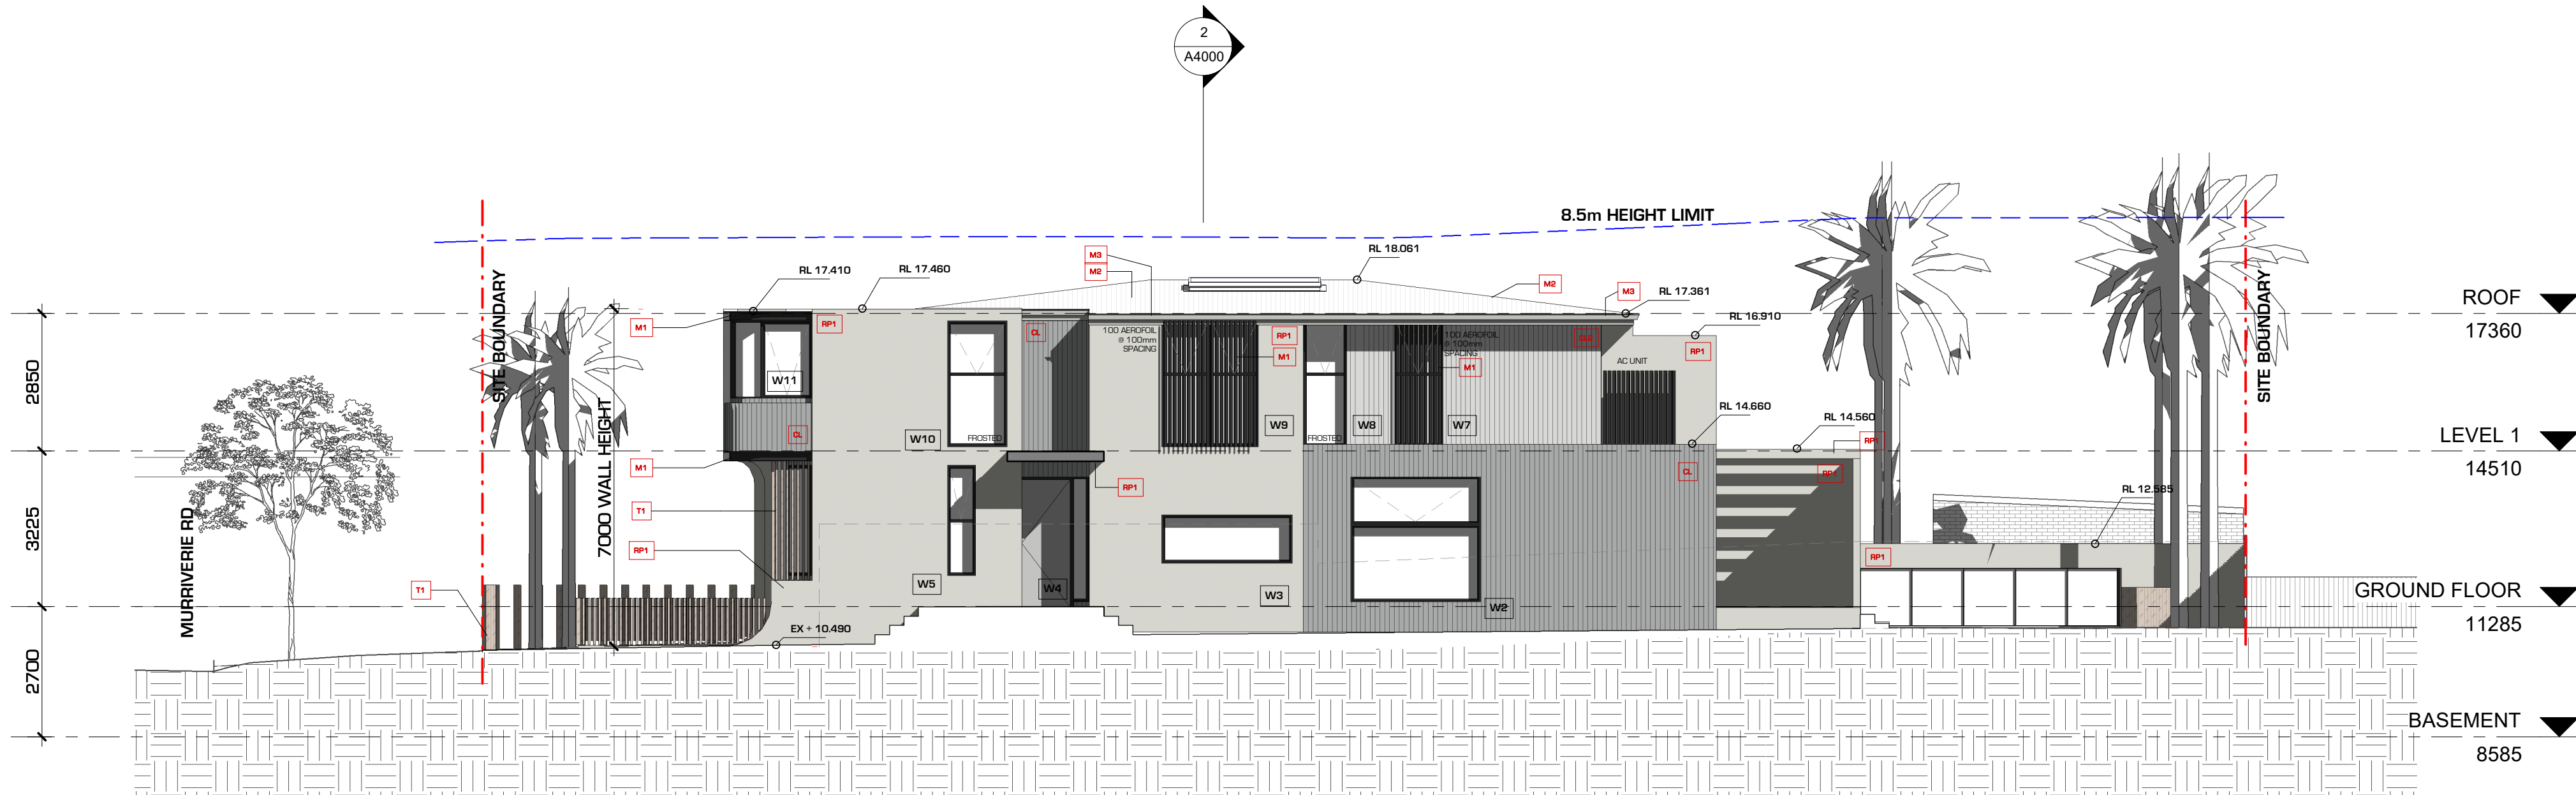 2
A4000
8.5m HEIGHT LIMIT
RL 18.061
RL 17.410
RL 17.460
M3
M2
M2
M3
RL 17.361
RL 16.910
ROOF
17360
SITE BOUNDARY
SITE BOUNDARY
M1
RP1
CL
100 AEROFOIL
@ 100mm
SPACING
RP1
M1
100 AEROFOIL
@ 100mm
SPACING
M1
RP1
AC UNIT
W11
2850
7000 WALL HEIGHT
CL
W10
FROSTED
W9
FROSTED
W8
W7
RL 14.660
RL 14.560
RP1
LEVEL 1
14510
M1
RP1
CL
RP1
RL 12.585
T1
3225
MURRIVERIE RD
RP1
RP1
T1
W5
W4
W3
W2
GROUND FLOOR
11285
EX + 10.490
2700
BASEMENT
8585